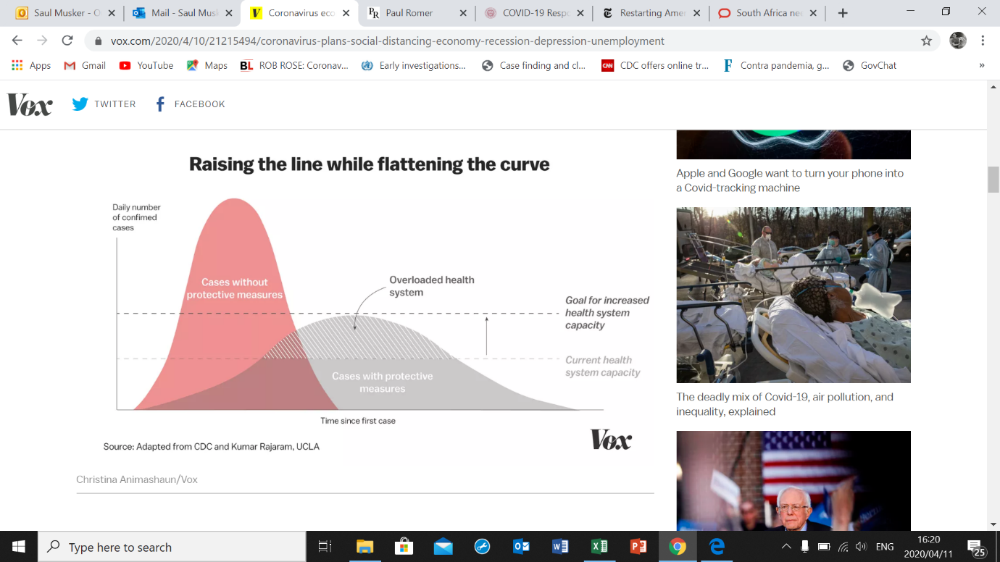 Saul Musker - O
Mail - Saul Musk
Coronavirus eco
Paul Romer
COVID-19 Resp
Restarting Amer
South Africa ne
vox.com/2020/4/10/21215494/coronavirus-plans-social-distancing-economy-recession-depression-unemployment
Apps
Gmail
YouTube
Maps
BL ROB ROSE: Coronav...
Early investigations...
Case finding and cl...
CNN CDC offers online tr...
F Contra pandemia, g...
GovChat
»
Vox
TWITTER
FACEBOOK
Raising the line while flattening the curve
Daily number
of confirmed
cases
Cases without
protective measures
Overloaded health
system
Goal for increased
health system
capacity
Current health
system capacity
Cases with protective
measures
Time since first case
Vox
Source: Adapted from CDC and Kumar Rajaram, UCLA
Christina Animashaun/Vox
Apple and Google want to turn your phone into
a Covid-tracking machine
The deadly mix of Covid-19, air pollution, and
inequality, explained
Type here to search
ENG
16:20
2020/04/11
25